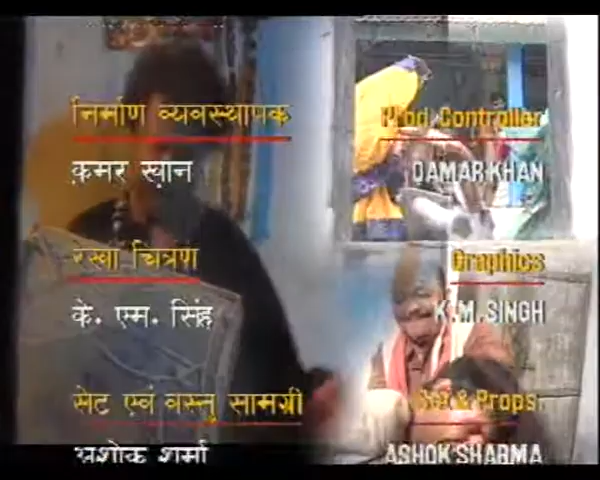 निर्माण व्यवस्थापक Prod. Controller
क़मर ख़ान QAMAR KHAN
रेखा चित्रण Graphics
के. एम. सिंह K. M. SINGH
सेट एवं वस्तु सामग्री Set & Props
अशोक शर्मा ASHOK SHARMA